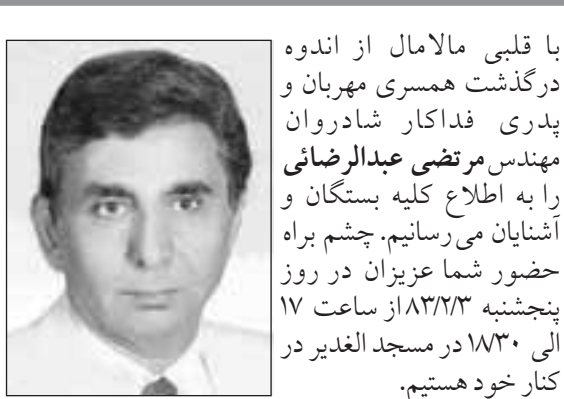 با قلبی مالامال از اندوه
درگذشت همسری مهربان و
پدری فداکار شادروان
مهندس مرتضی عبدالرضائی
را به اطلاع کلیه بستگان و
آشنایان می‌رسانیم. چشم براه
حضور شما عزیزان در روز
پنجشنبه ۸۳/۲/۳ از ساعت ۱۷
الی ۱۸/۳۰ در مسجد الغدیر در
کنار خود هستیم.